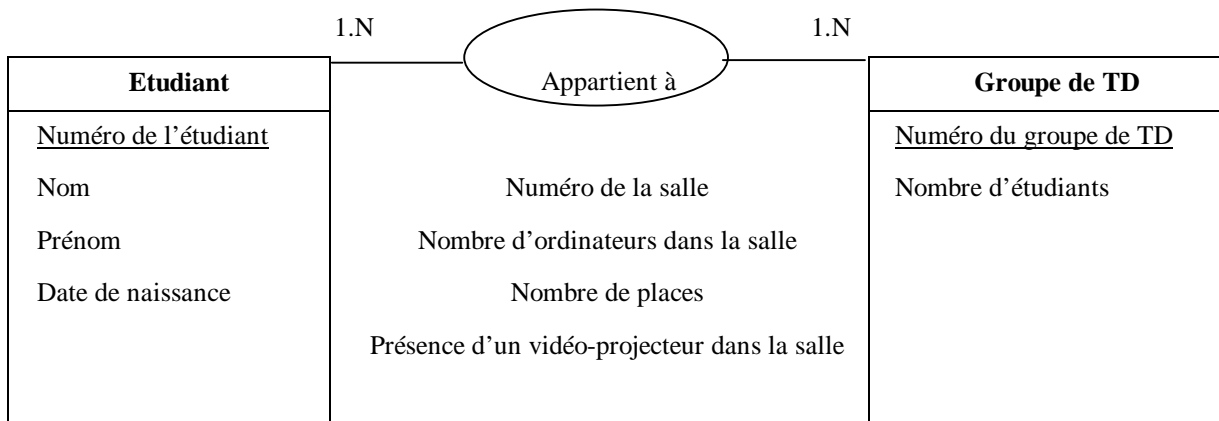 1.N
1.N
Etudiant
Appartient à
Groupe de TD
Numéro de l’étudiant
Numéro du groupe de TD
Nom
Numéro de la salle
Nombre d’étudiants
Prénom
Nombre d’ordinateurs dans la salle
Date de naissance
Nombre de places
Présence d’un vidéo-projecteur dans la salle